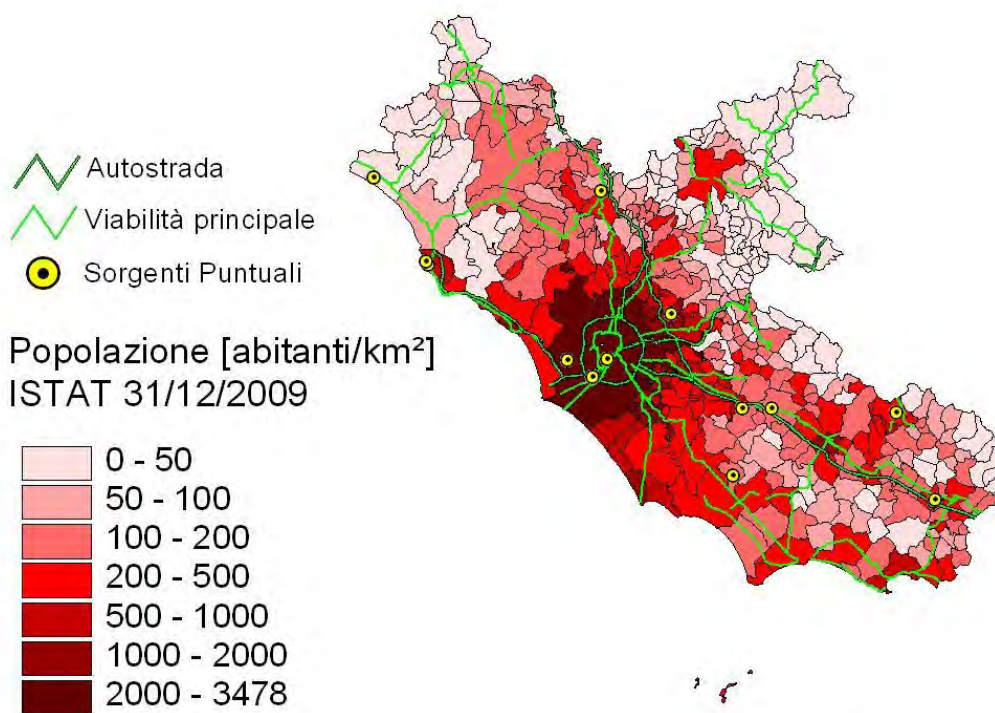 Autostrada
Viabilità principale
Sorgenti Puntuali
Popolazione [abitanti/km²]
ISTAT 31/12/2009
0 - 50
50 - 100
100 - 200
200 - 500
500 - 1000
1000 - 2000
2000 - 3478